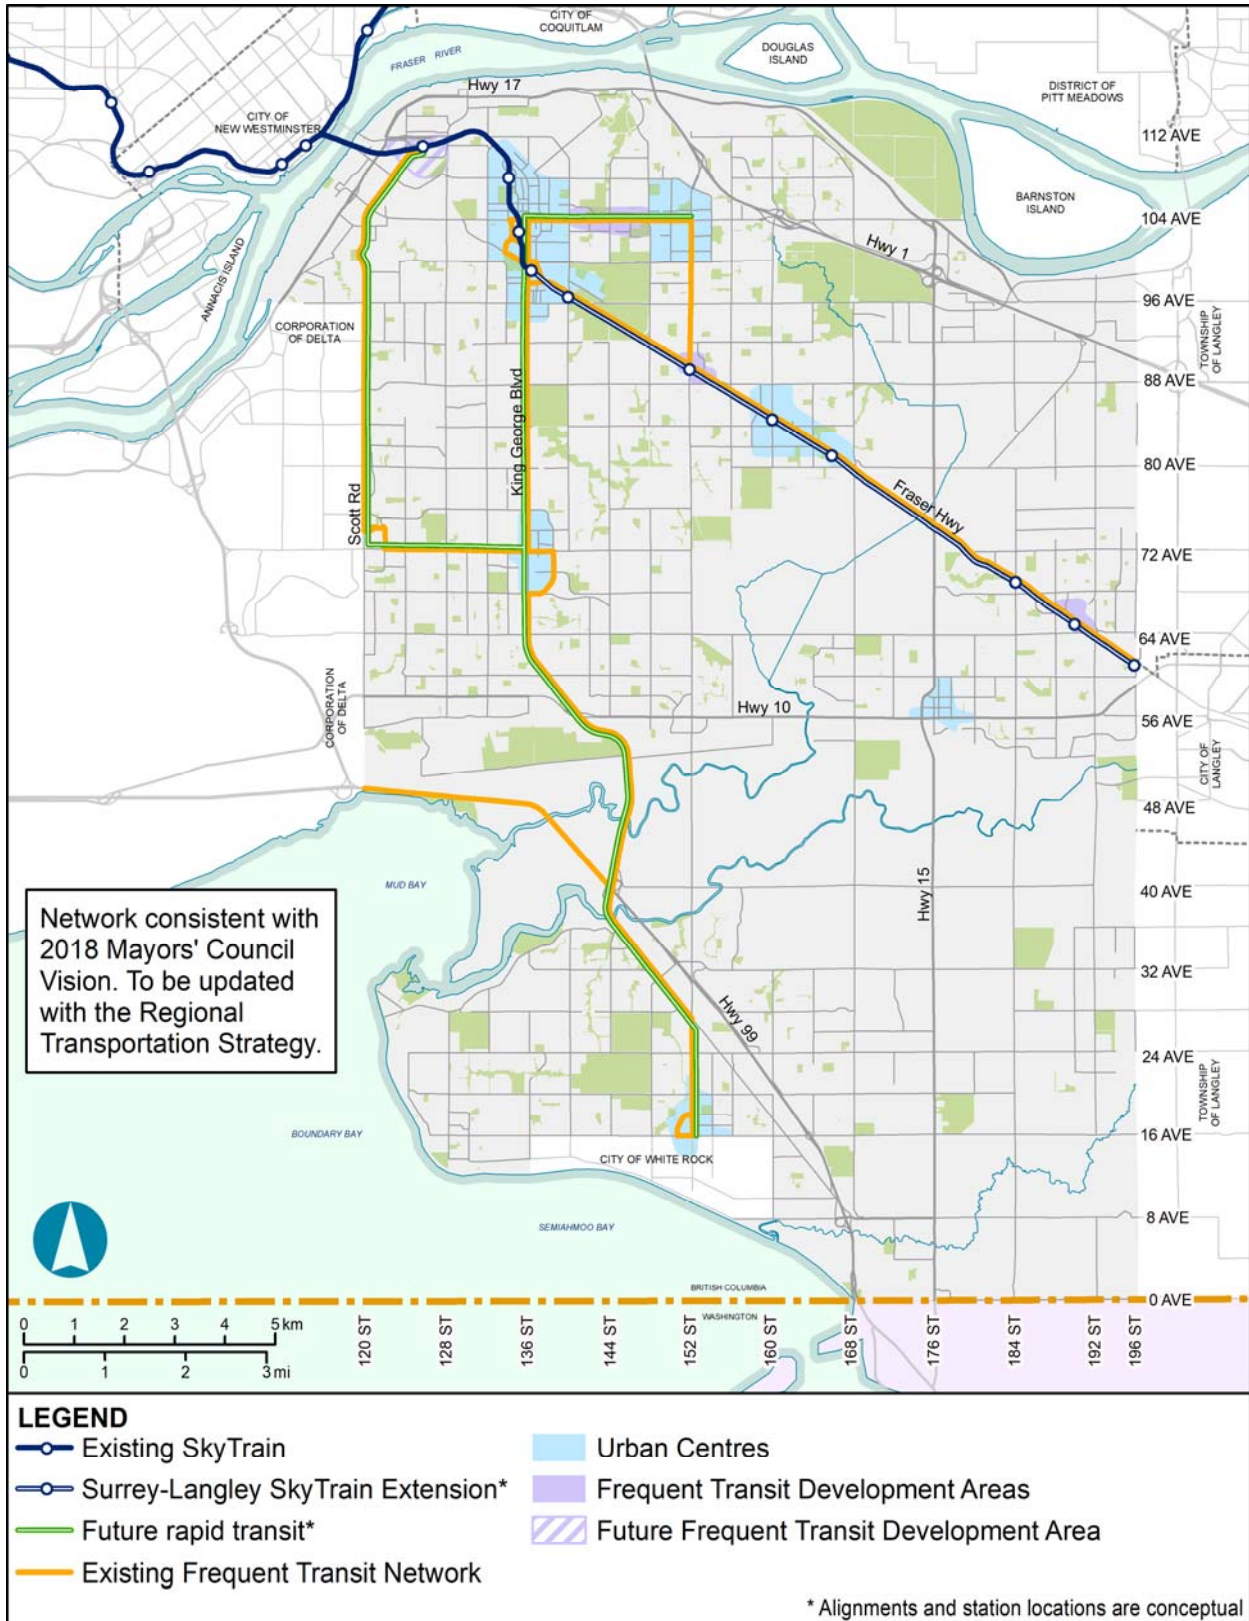 CITY OF
COQUITLAM
DOUGLAS
ISLAND
FRASER RIVER
Hwy 17
DISTRICT OF
PITT MEADOWS
CITY OF
NEW WESTMINSTER
112 AVE
BARNSTON
ISLAND
104 AVE
Hwy 1
ANNACIS ISLAND
96 AVE
CORPORATION
OF DELTA
TOWNSHIP
OF LANGLEY
88 AVE
King George Blvd
80 AVE
Scott Rd
Fraser Hwy
72 AVE
64 AVE
CORPORATION
OF DELTA
Hwy 10
56 AVE
CITY OF
LANGLEY
48 AVE
MUD BAY
40 AVE
Hwy 15
Network consistent with
2018 Mayors' Council
Vision. To be updated
with the Regional
Transportation Strategy.
32 AVE
Hwy 99
24 AVE
TOWNSHIP
OF LANGLEY
BOUNDARY BAY
16 AVE
CITY OF WHITE ROCK
8 AVE
SEMIAHMOO BAY
BRITISH COLUMBIA
0 AVE
WASHINGTON
0 1 2 3 4 5 km
0 1 2 3 mi
120 ST
128 ST
136 ST
144 ST
152 ST
160 ST
168 ST
176 ST
184 ST
192 ST
196 ST
LEGEND
Existing SkyTrain
Surrey-Langley SkyTrain Extension*
Future rapid transit*
Existing Frequent Transit Network
Urban Centres
Frequent Transit Development Areas
Future Frequent Transit Development Area
* Alignments and station locations are conceptual